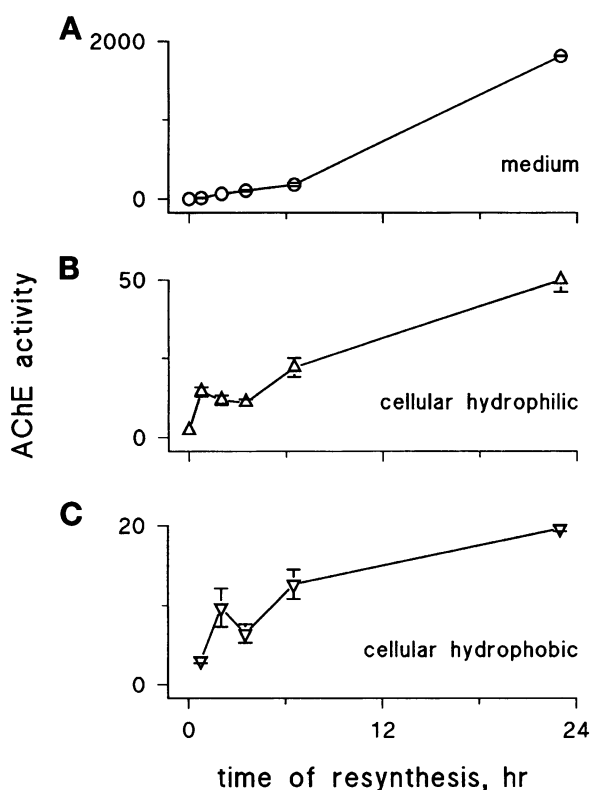 A
2000
0
medium
B
50
0
cellular hydrophilic
AChE activity
C
20
0
cellular hydrophobic
0 12 24
time of resynthesis, hr